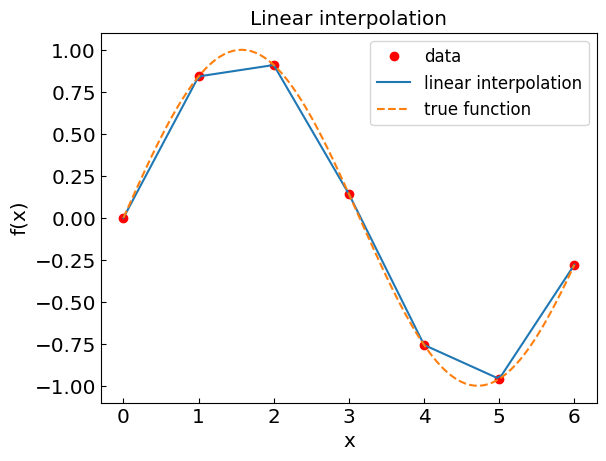 Linear interpolation
data
linear interpolation
true function
1.00
0.75
0.50
0.25
0.00
−0.25
−0.50
−0.75
−1.00
f(x)
0 1 2 3 4 5 6
x